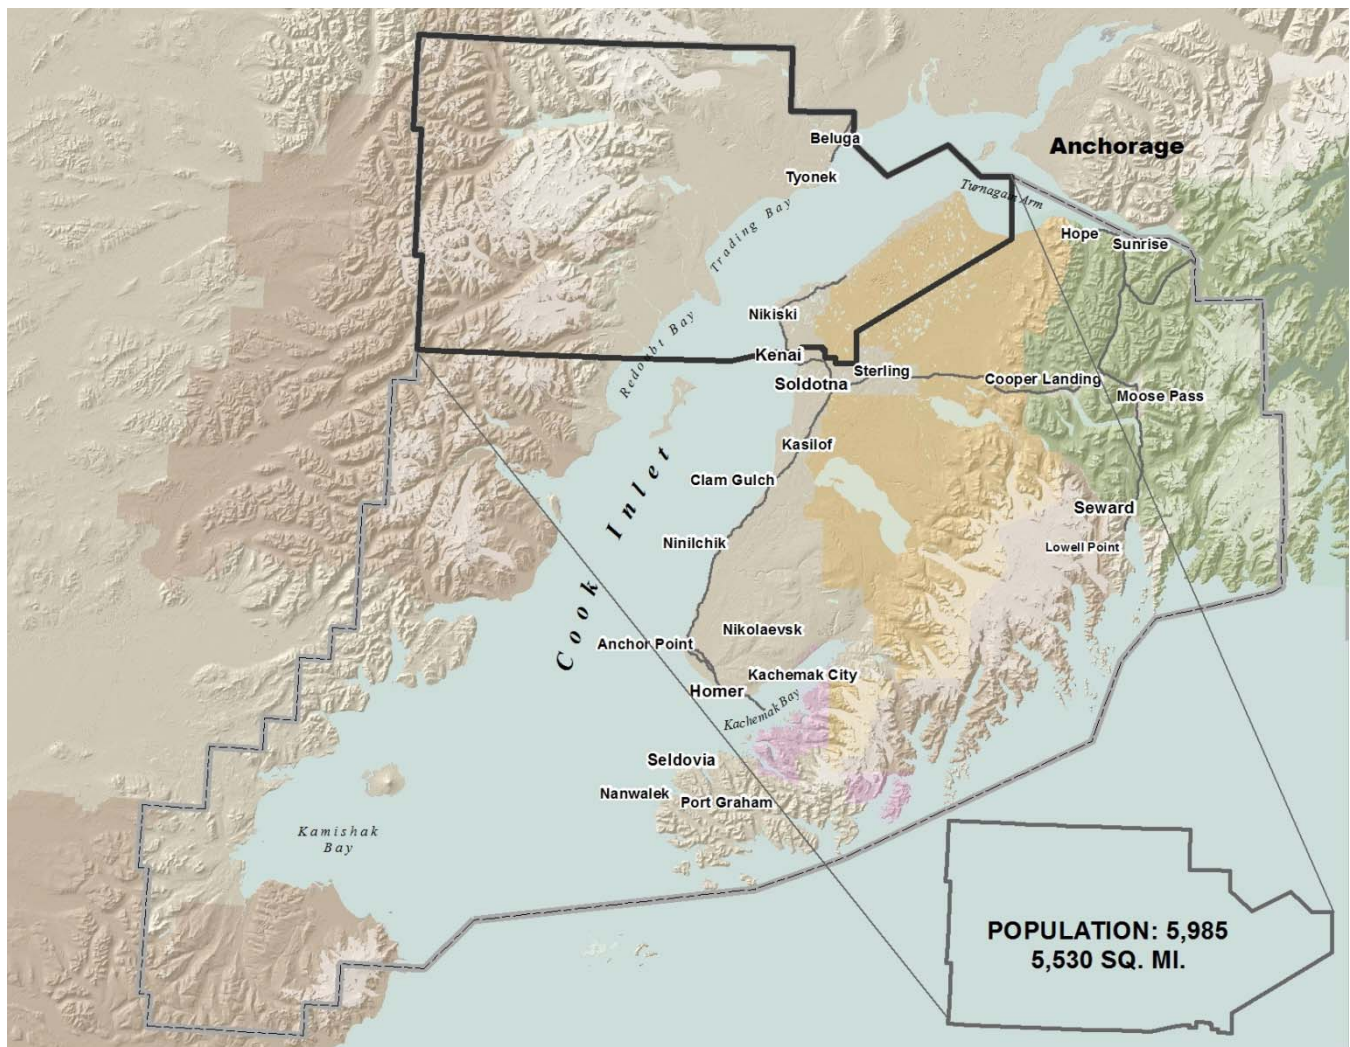 Beluga
Anchorage
Tyonek
Turnagain Arm
Trading Bay
Hope
Sunrise
Nikiski
Redoubt Bay
Kenai
Sterling
Soldotna
Cooper Landing
Moose Pass
Kasilof
Cook Inlet
Clam Gulch
Seward
Ninilchik
Lowell Point
Nikolaevsk
Anchor Point
Kachemak City
Homer
Kachemak Bay
Seldovia
Nanwalek
Port Graham
Kamishak
Bay
POPULATION: 5,985
5,530 SQ. MI.